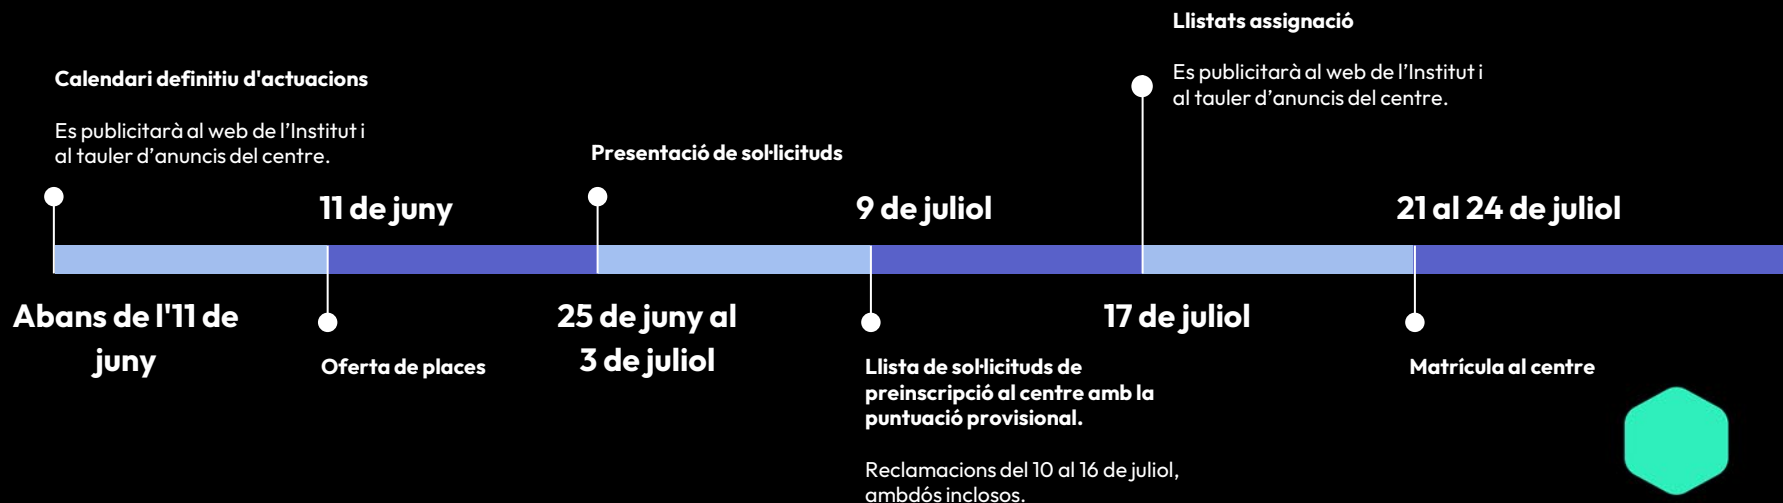 Calendari definitiu d'actuacions
Es publicitarà al web de l’Institut i
al tauler d’anuncis del centre.
Abans de l'11 de
juny
11 de juny
Oferta de places
Presentació de sol·licituds
25 de juny al
3 de juliol
9 de juliol
Llista de sol·licituds de
preinscripció al centre amb la
puntuació provisional.
Reclamacions del 10 al 16 de juliol,
ambdós inclosos.
Llistats assignació
Es publicitarà al web de l’Institut i
al tauler d’anuncis del centre.
17 de juliol
21 al 24 de juliol
Matrícula al centre